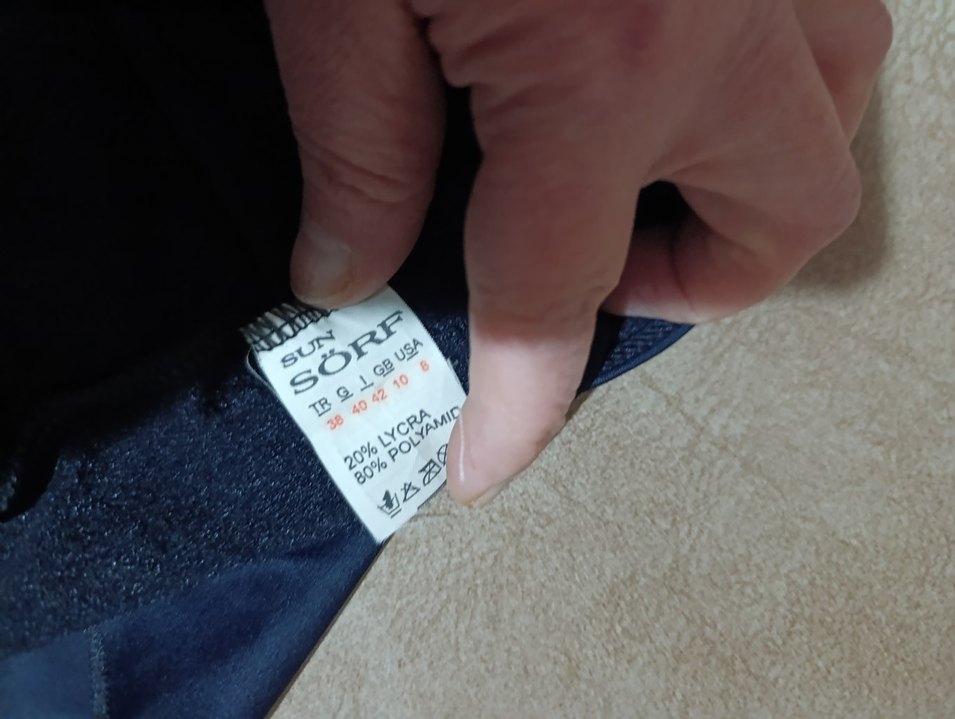 SUN
SÖRF
TR G I GB USA
38 40 42 10 8
20% LYCRA
80% POLYAMID